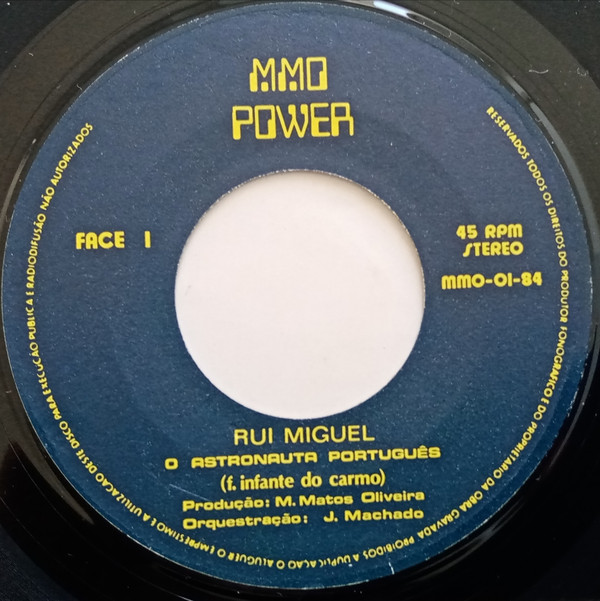 MMO
POWER
FACE 1
45 RPM
STEREO
MMO-01-84
RUI MIGUEL
O ASTRONAUTA PORTUGUÊS
(f. infante do carmo)
Produção: M. Matos Oliveira
Orquestração: J. Machado
RESERVADOS TODOS OS DIREITOS DO PRODUTOR FONOGRÁFICO E DO PROPRIETÁRIO DA OBRA GRAVADA PROIBIDOS A DUPLICAÇÃO O ALUGUER O EMPRÉSTIMO E A UTILIZAÇÃO DESTE DISCO PARA EXECUÇÃO PUBLICA E RADIODIFUSÃO NÃO AUTORIZADOS